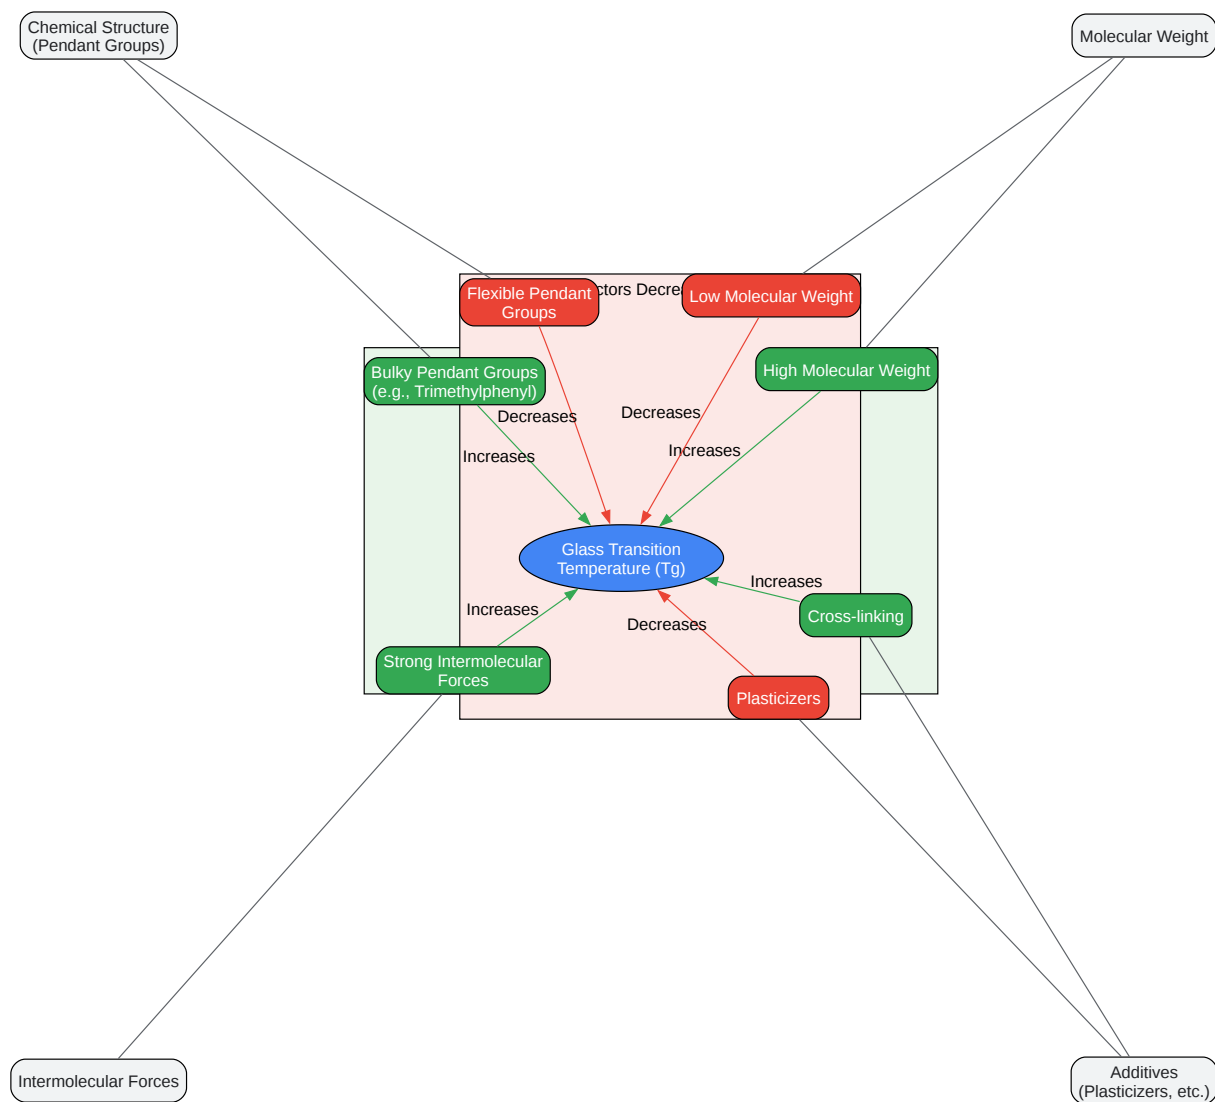 Chemical Structure
(Pendant Groups)
Molecular Weight
Flexible Pendant
Groups
Low Molecular Weight
Bulky Pendant Groups
(e.g., Trimethylphenyl)
High Molecular Weight
Decreases
Decreases
Increases
Increases
Glass Transition
Temperature (Tg)
Increases
Increases
Cross-linking
Decreases
Strong Intermolecular
Forces
Plasticizers
Intermolecular Forces
Additives
(Plasticizers, etc.)